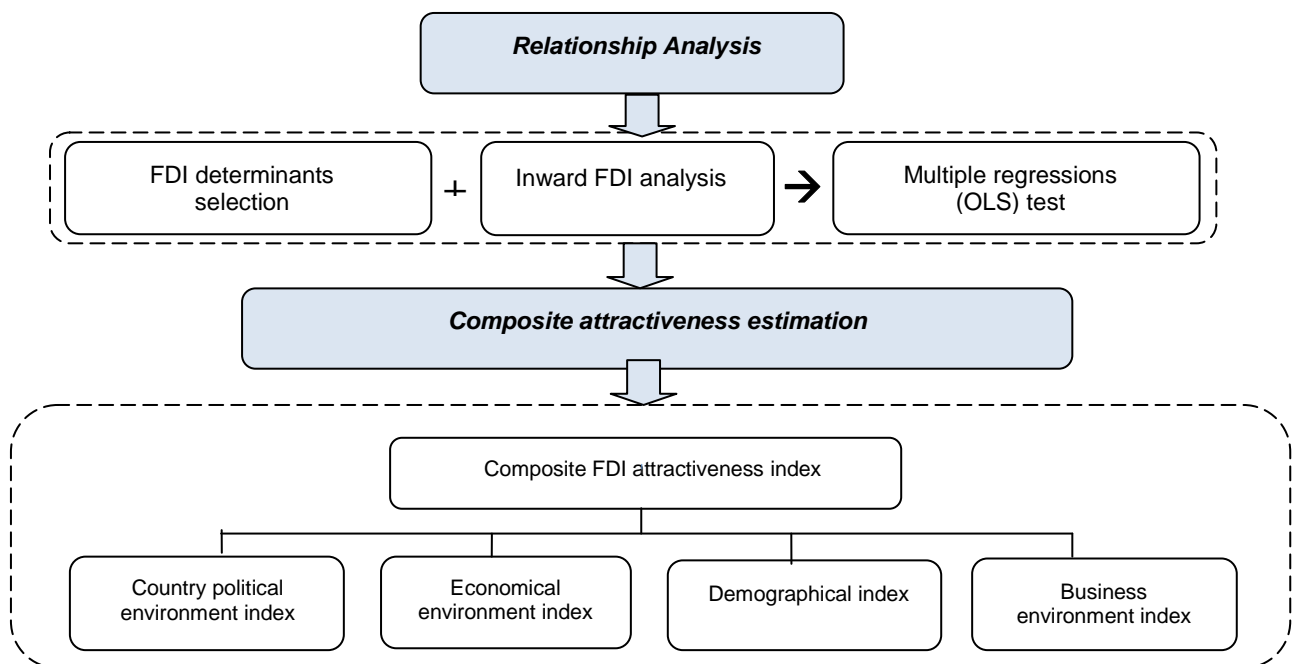 Relationship Analysis
FDI determinants
selection
+
Inward FDI analysis
→
Multiple regressions
(OLS) test
Composite attractiveness estimation
Composite FDI attractiveness index
Country political
environment index
Economical
environment index
Demographical index
Business
environment index